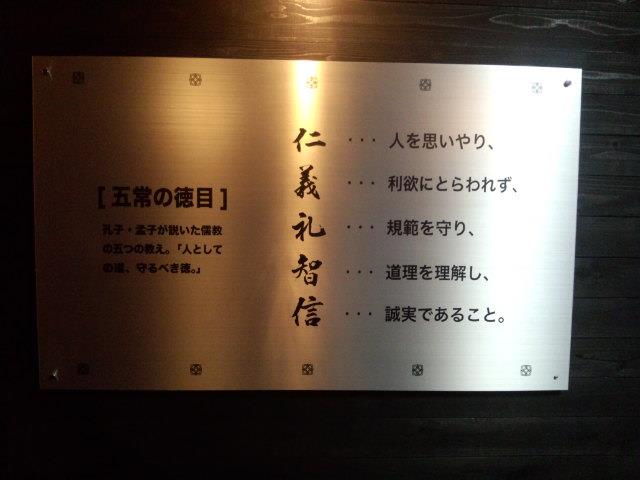 [ 五常の徳目 ]
孔子・孟子が説いた儒教
の五つの教え。「人として
の道、守るべき徳。」
仁 ・・・ 人を思いやり、
義 ・・・ 利欲にとらわれず、
礼 ・・・ 規範を守り、
智 ・・・ 道理を理解し、
信 ・・・ 誠実であること。